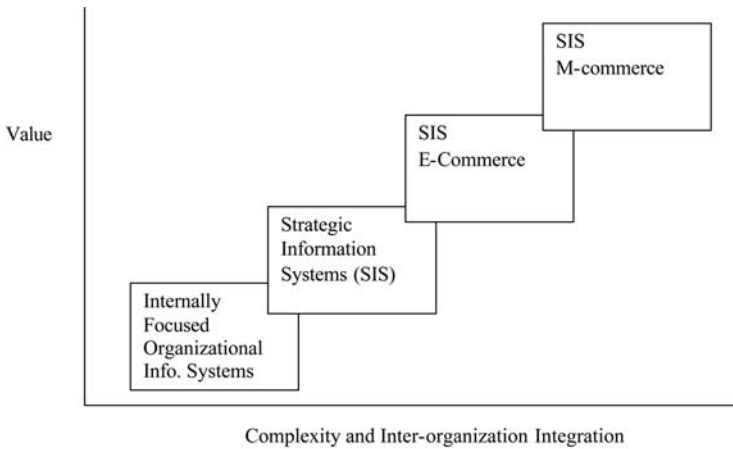 SIS
M-commerce
Value
SIS
E-Commerce
Strategic
Information
Systems (SIS)
Internally
Focused
Organizational
Info. Systems
Complexity and Inter-organization Integration